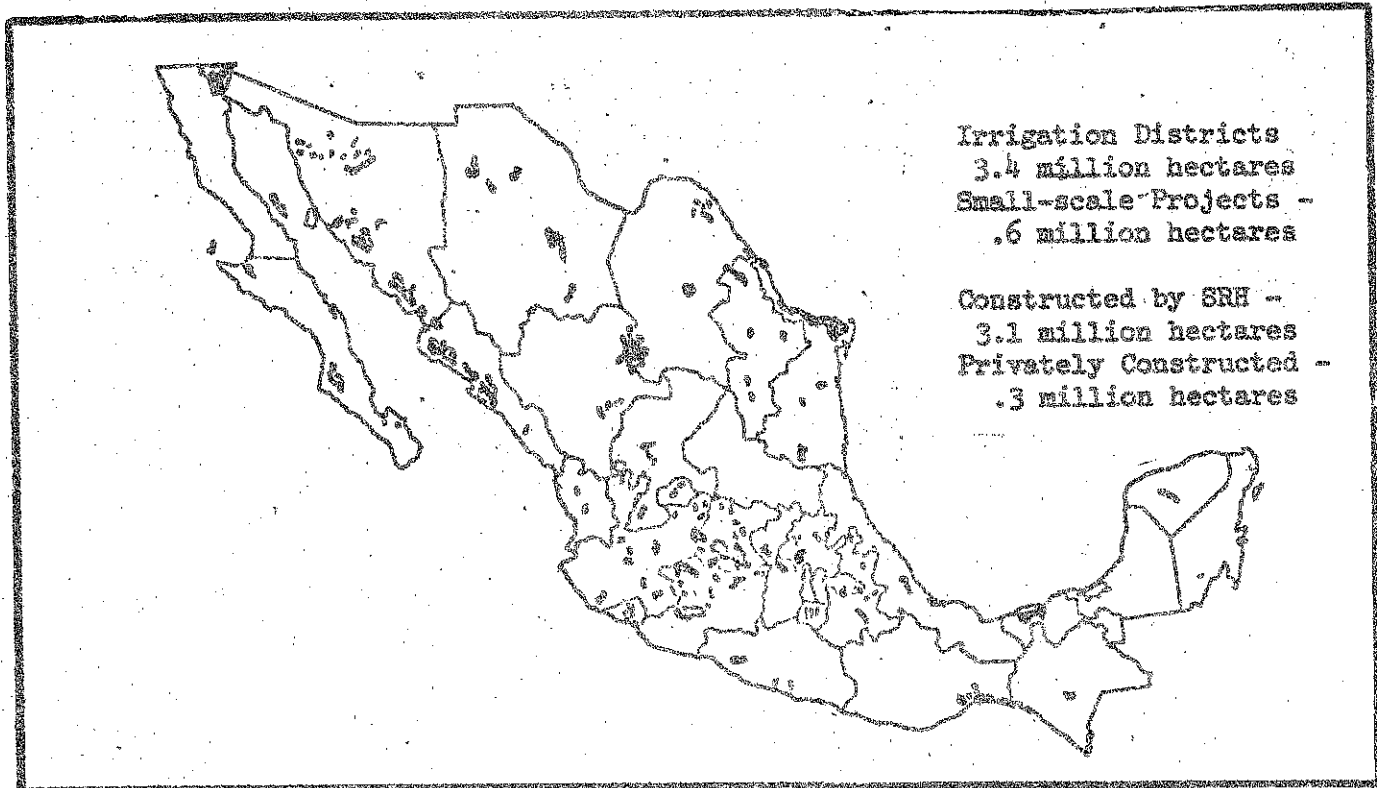 Irrigation Districts
3.4 million hectares
Small-scale Projects -
.6 million hectares
Constructed by SRH -
3.1 million hectares
Privately Constructed -
.3 million hectares